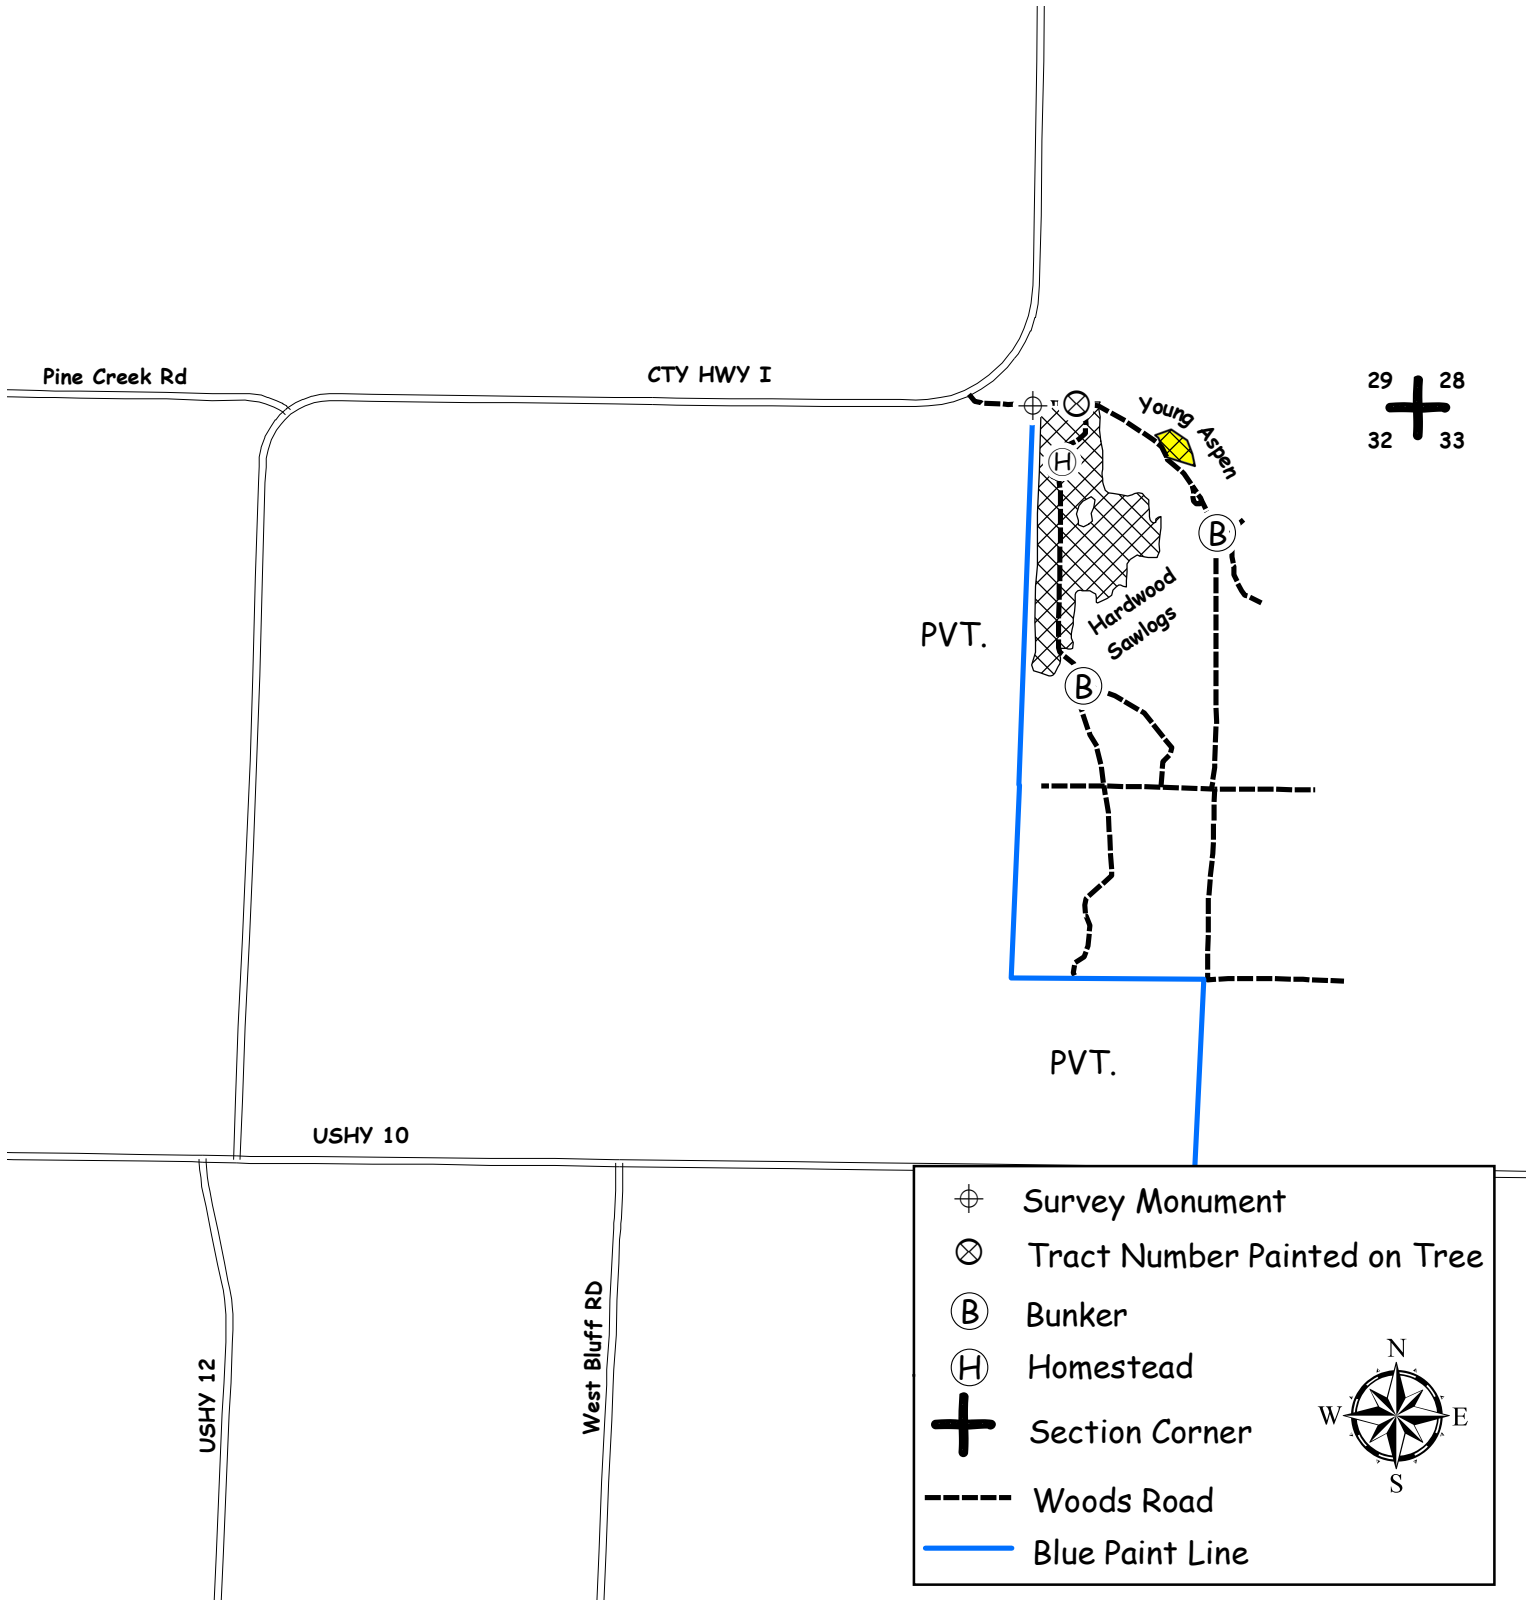 Pine Creek Rd
CTY HWY I
29 28
32 33
Young Aspen
H
B
Hardwood
Sawlogs
PVT.
B
PVT.
USHY 10
USHY 12
West Bluff RD
Survey Monument
Tract Number Painted on Tree
B Bunker
H Homestead
Section Corner
Woods Road
Blue Paint Line
N
W E
S